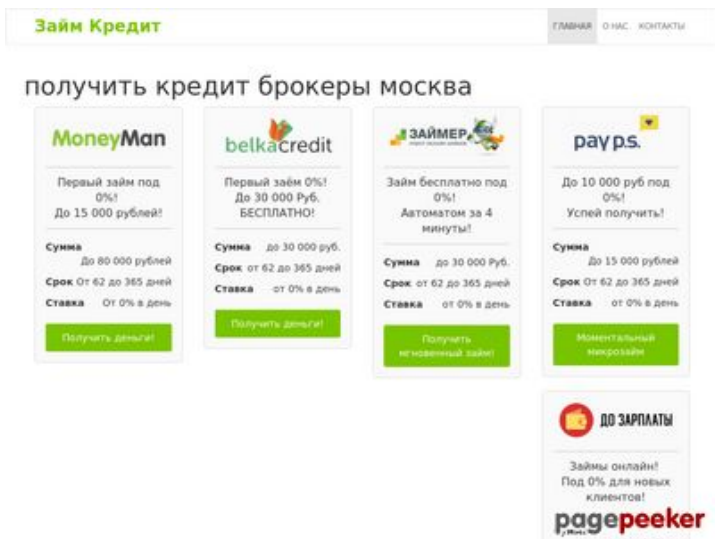 Займ Кредит
ГЛАВНАЯ О НАС КОНТАКТЫ
получить кредит брокеры москва
MoneyMan
Первый займ под
0%!
До 15 000 рублей!
Сумма
До 80 000 рублей
Срок От 62 до 365 дней
Ставка От 0% в день
Получить деньги!
belkacredit
Первый заём 0%!
До 30 000 Руб.
БЕСПЛАТНО!
Сумма до 30 000 руб.
Срок от 62 до 365 дней
Ставка от 0% в день
Получить деньги!
ЗАЙМЕР
Займ бесплатно под
0%!
Автоматом за 4
минуты!
Сумма до 30 000 Руб.
Срок от 62 до 365 дней
Ставка от 0% в день
Получить
мгновенный займ!
pay p.s.
До 10 000 руб под
0%!
Успей получить!
Сумма
До 15 000 рублей
Срок От 62 до 365 дней
Ставка От 0% в день
Моментальный
микрозайм
ДО ЗАРПЛАТЫ
Займы онлайн!
Под 0% для новых
клиентов!
pagepeeker